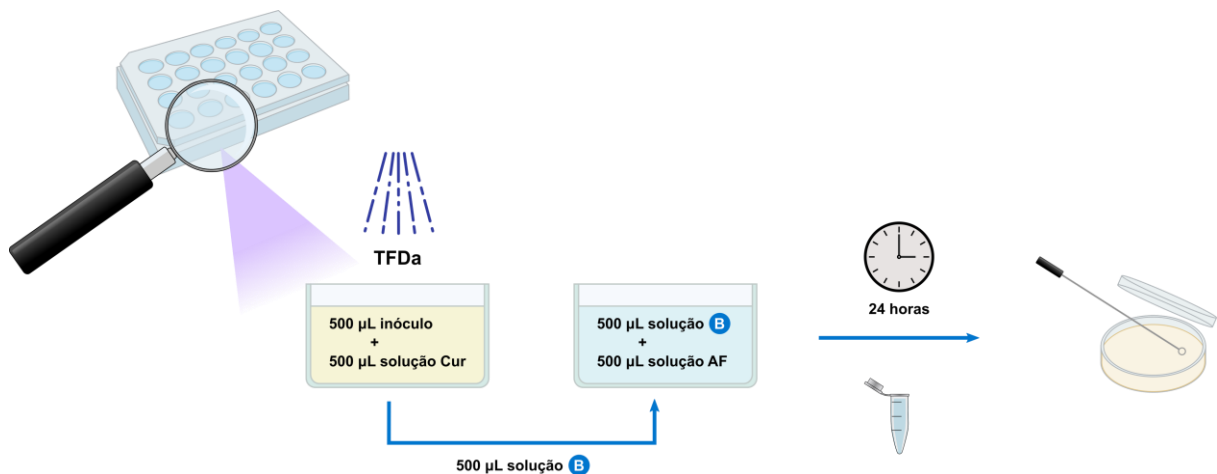 TFDa
500 µL inóculo
+
500 µL solução Cur
500 µL solução B
+
500 µL solução AF
500 µL solução B
24 horas